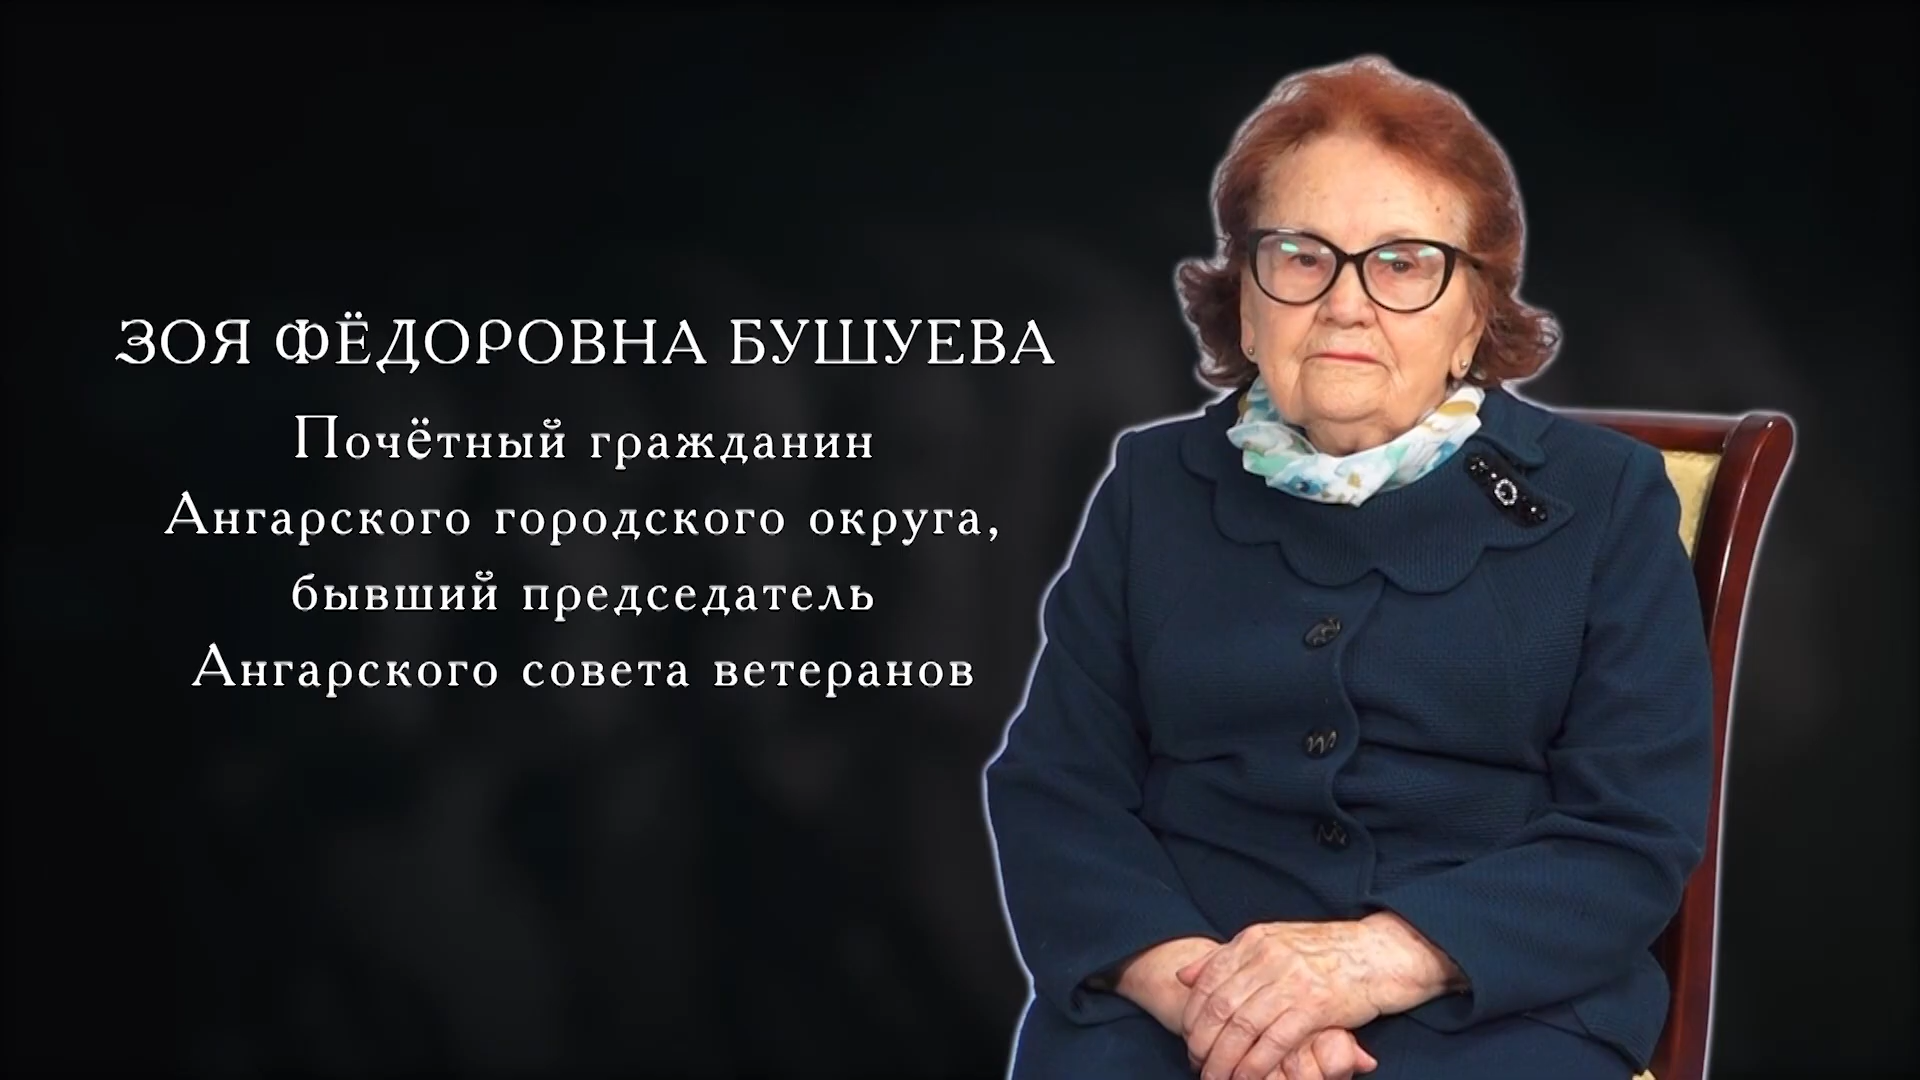 ЗОЯ ФЁДОРОВНА БУШУЕВА
Почётный гражданин
Ангарского городского округа,
бывший председатель
Ангарского совета ветеранов